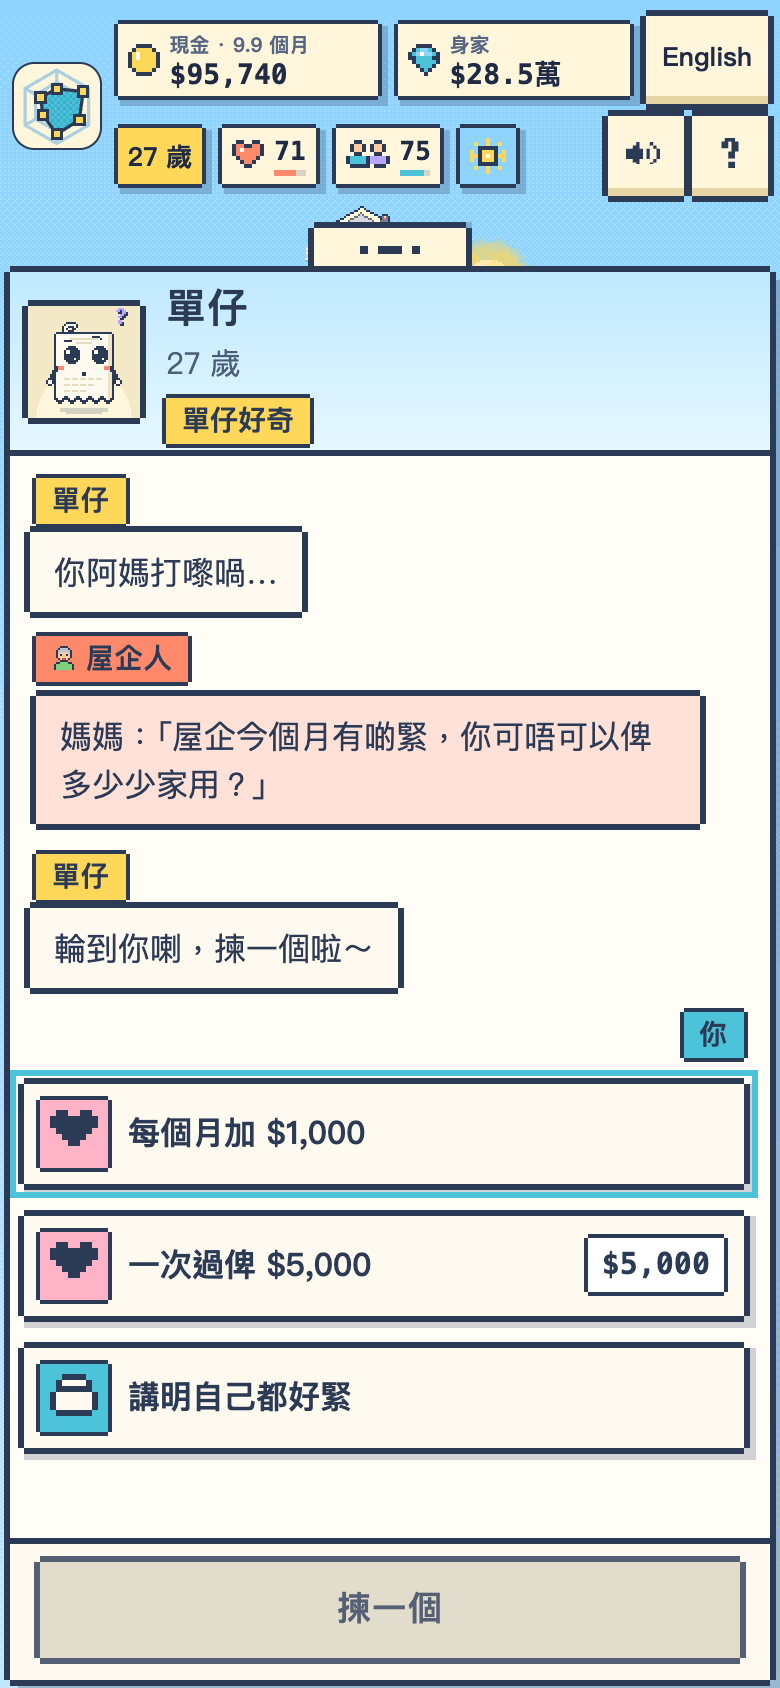 現金 · 9.9 個月
$95,740
身家
$28.5萬
English
27 歲
71
75
?
單仔
27 歲
單仔好奇
單仔
你阿媽打嚟喎…
屋企人
媽媽：「屋企今個月有啲緊，你可唔可以俾
多少少家用？」
單仔
輪到你喇，揀一個啦～
你
每個月加 $1,000
一次過俾 $5,000
$5,000
講明自己都好緊
揀一個